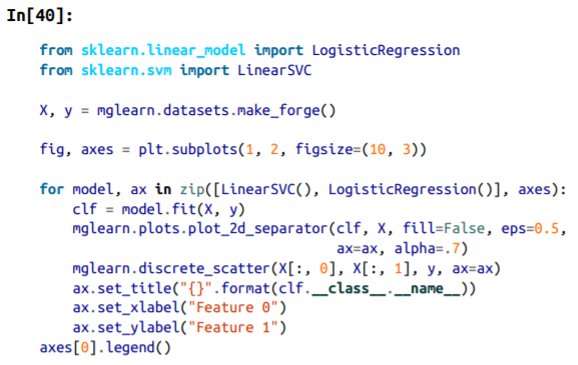 In[40]:
from sklearn.linear_model import LogisticRegression
from sklearn.svm import LinearSVC
X, y = mglearn.datasets.make_forge()
fig, axes = plt.subplots(1, 2, figsize=(10, 3))
for model, ax in zip([LinearSVC(), LogisticRegression()], axes):
    clf = model.fit(X, y)
    mglearn.plots.plot_2d_separator(clf, X, fill=False, eps=0.5,
                                    ax=ax, alpha=.7)
    mglearn.discrete_scatter(X[:, 0], X[:, 1], y, ax=ax)
    ax.set_title("{}".format(clf.__class__.__name__))
    ax.set_xlabel("Feature 0")
    ax.set_ylabel("Feature 1")
axes[0].legend()